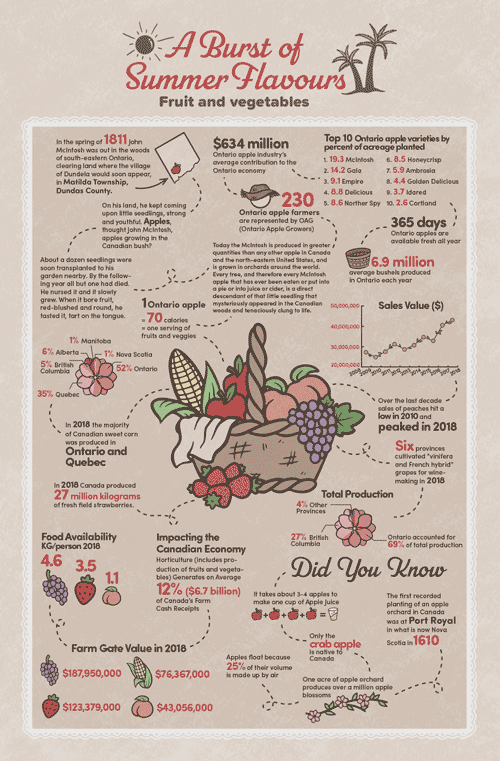 A Burst of
Summer Flavours
Fruit and vegetables
In the spring of 1811 John
McIntosh was out in the woods
of south-eastern Ontario,
clearing land where the village
of Dundela would soon appear,
in Matilda Township,
Dundas County.
On his land, he kept coming
upon little seedlings, strong
and youthful. Apples,
thought John McIntosh,
apples growing in the
Canadian bush?
About a dozen seedlings were
soon transplanted to his
garden nearby. By the follow-
ing year all but one had died.
He nursed it and it slowly
grew. When it bore fruit,
red-blushed and round, he
tasted it, tart on the tongue.
$634 million
Ontario apple industry's
average contribution to the
Ontario economy
230
Ontario apple farmers
are represented by OAG
(Ontario Apple Growers)
Today the McIntosh is produced in greater
quantities than any other apple in Canada
and the north-eastern United States, and
is grown in orchards around the world.
Every tree, and therefore every McIntosh
apple that has ever been eaten or put into
a pie or into juice or cider, is a direct
descendant of that little seedling that
mysteriously appeared in the Canadian
woods and tenaciously clung to life.
Top 10 Ontario apple varieties by
percent of acreage planted
1. 19.3 McIntosh
2. 14.2 Gala
3. 9.1 Empire
4. 8.8 Delicious
5. 8.6 Northern Spy
6. 8.5 Honeycrisp
7. 5.9 Ambrosia
8. 4.4 Golden Delicious
9. 3.7 Idared
10. 2.6 Cortland
365 days
Ontario apples are
available fresh all year
6.9 million
average bushels produced
in Ontario each year
1 Ontario apple
= 70 calories
= one serving of
fruits and veggies
Sales Value ($)
50,000,000
40,000,000
30,000,000
20,000,000
1% Manitoba
6% Alberta
1% Nova Scotia
5% British
Columbia
52% Ontario
35% Quebec
In 2018 the majority
of Canadian sweet corn
was produced in
Ontario and
Quebec
In 2018 Canada produced
27 million kilograms
of fresh field strawberries.
Over the last decade
sales of peaches hit a
low in 2010 and
peaked in 2018
Six provinces
cultivated "vinifera
and French hybrid"
grapes for wine-
making in 2018
Total Production
4% Other
Provinces
27% British
Columbia
Ontario accounted for
69% of total production
Food Availability
KG/person 2018
4.6
3.5
1.1
Impacting the
Canadian Economy
Horticulture (includes pro-
duction of fruits and vegeta-
bles) Generates on Average
12% ($6.7 billion)
of Canada's Farm
Cash Receipts
Farm Gate Value in 2018
$187,950,000
$76,367,000
$123,379,000
$43,056,000
Did You Know
It takes about 3-4 apples to
make one cup of Apple juice
The first recorded
planting of an apple
orchard in Canada
was at Port Royal
in what is now Nova
Scotia in 1610
Only the
crab apple
is native to
Canada
Apples float because
25% of their volume
is made up by air
One acre of apple orchard
produces over a million apple
blossoms